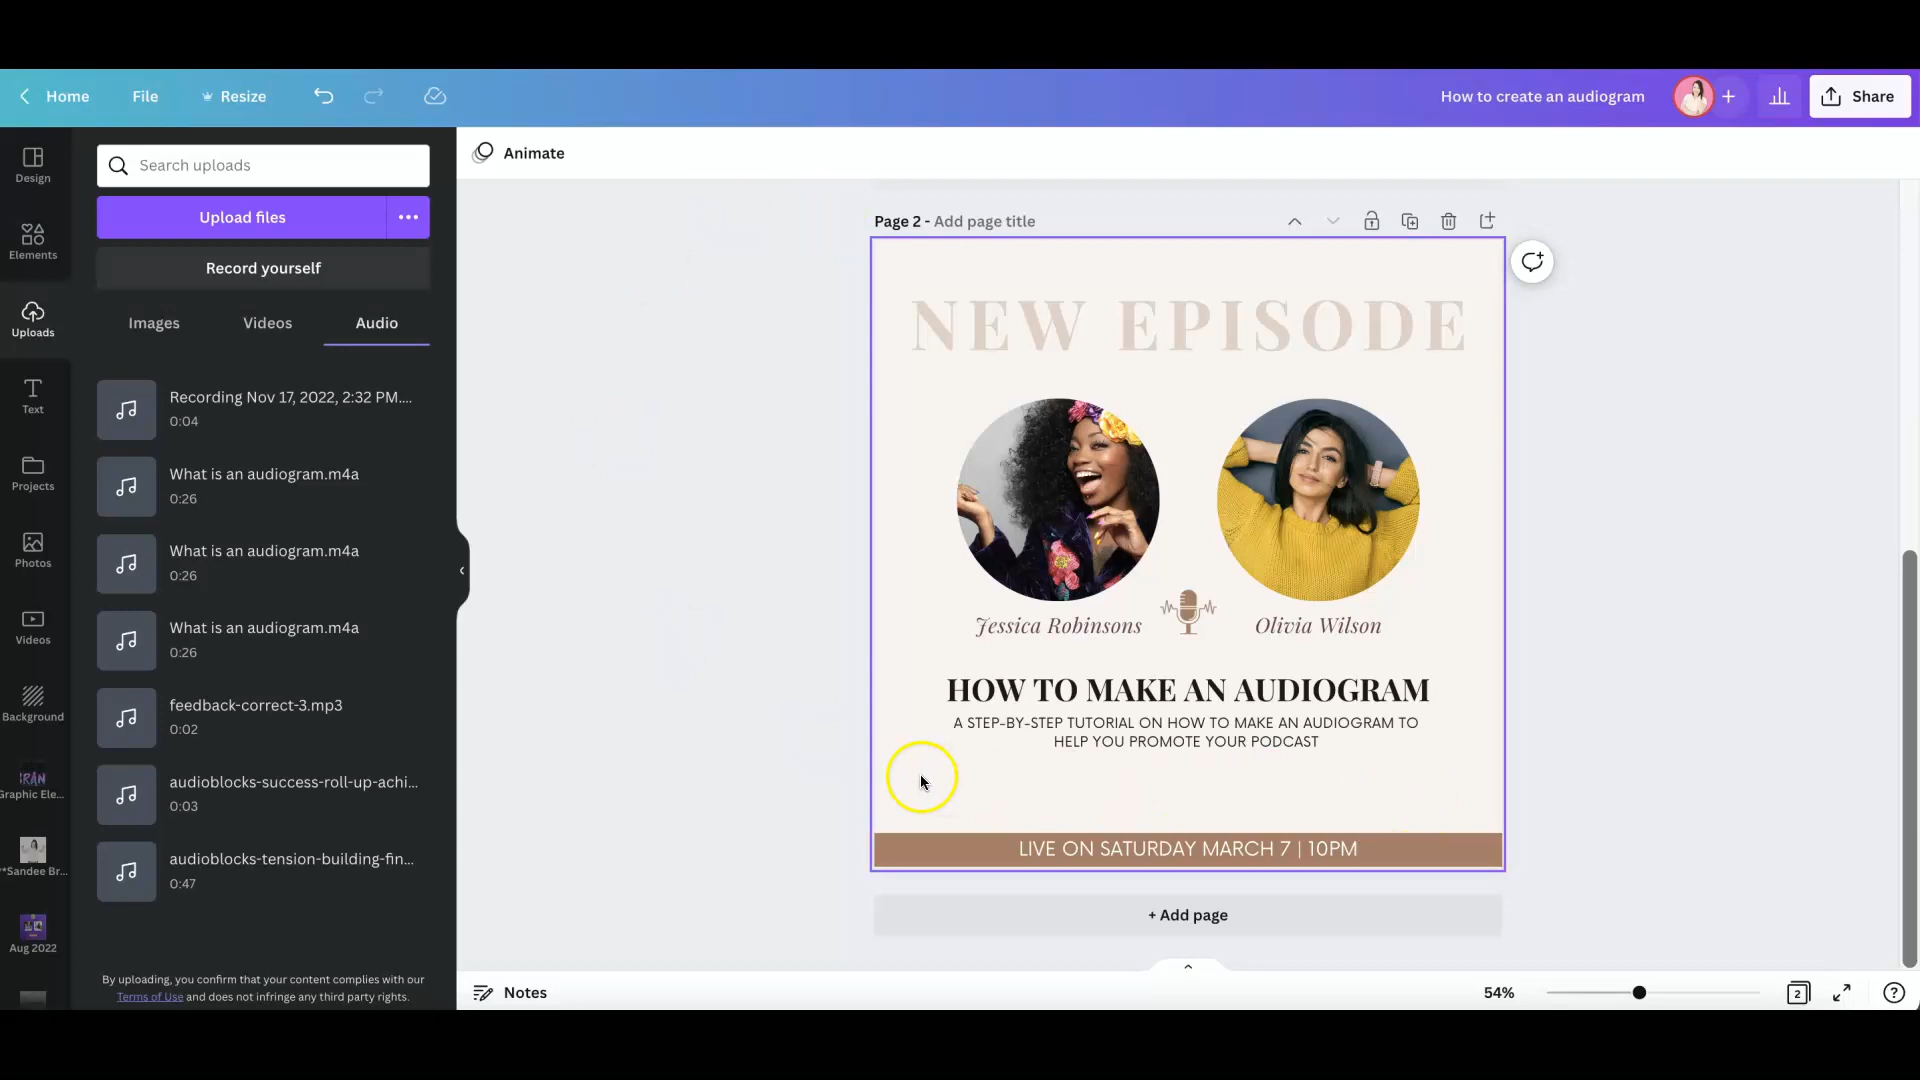 Home
File
Resize
How to create an audiogram
Share
Design
Elements
Uploads
Text
Projects
Photos
Videos
Background
Graphic Ele...
**Sandee Br...
Aug 2022
Search uploads
Upload files
Record yourself
Images
Videos
Audio
Recording Nov 17, 2022, 2:32 PM....
0:04
What is an audiogram.m4a
0:26
What is an audiogram.m4a
0:26
What is an audiogram.m4a
0:26
feedback-correct-3.mp3
0:02
audioblocks-success-roll-up-achi...
0:03
audioblocks-tension-building-fin...
0:47
By uploading, you confirm that your content complies with our
Terms of Use and does not infringe any third party rights.
Animate
Page 2 - Add page title
NEW EPISODE
Jessica Robinsons
Olivia Wilson
HOW TO MAKE AN AUDIOGRAM
A STEP-BY-STEP TUTORIAL ON HOW TO MAKE AN AUDIOGRAM TO
HELP YOU PROMOTE YOUR PODCAST
LIVE ON SATURDAY MARCH 7 | 10PM
+ Add page
Notes
54%
2